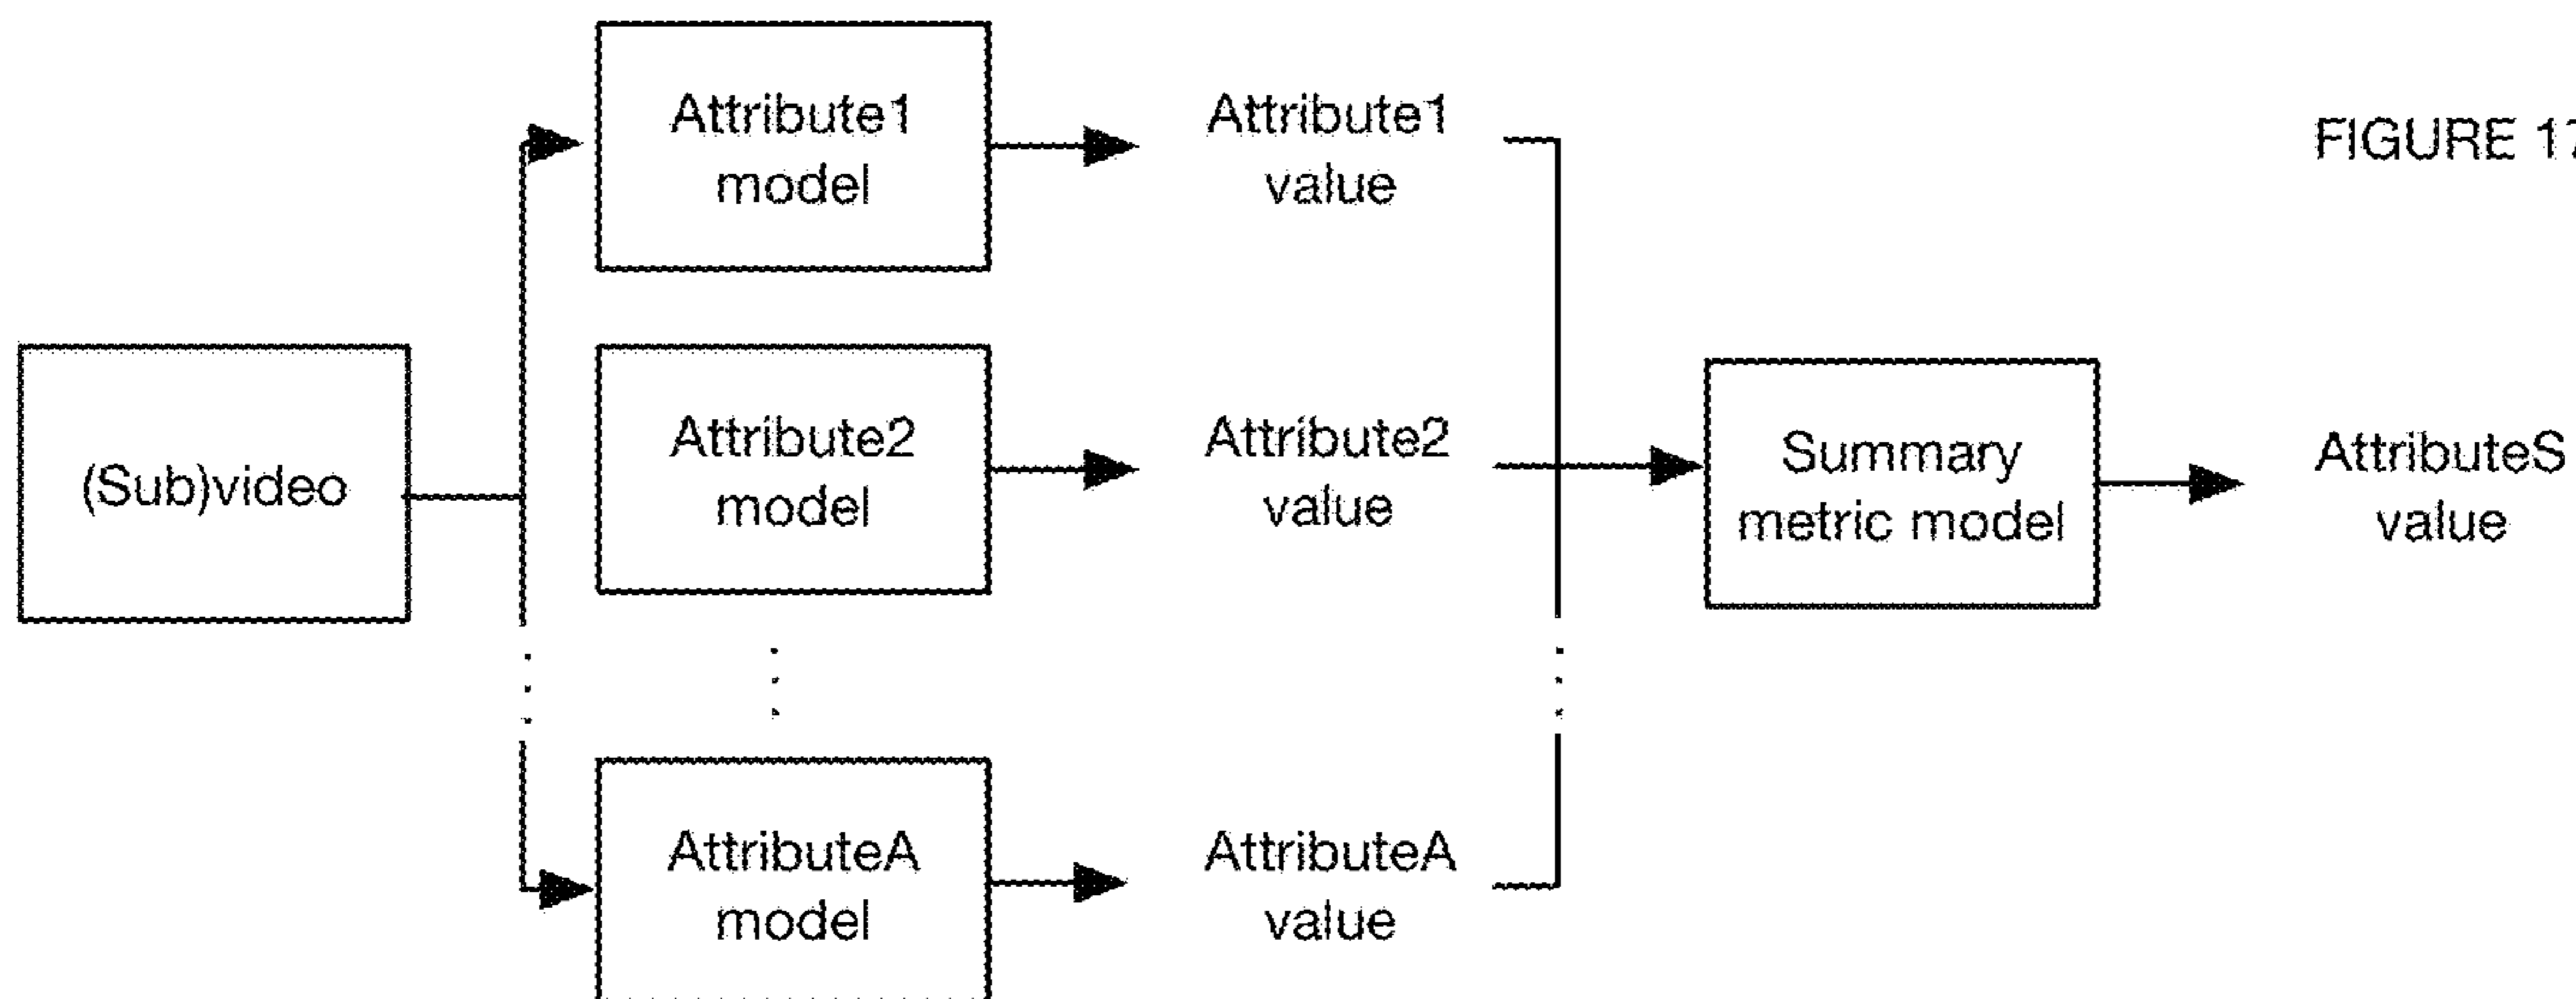 Attribute1
model
Attribute1
value
FIGURE 17
(Sub)video
Attribute2
model
Attribute2
value
Summary
metric model
AttributeS
value
AttributeA
model
AttributeA
value